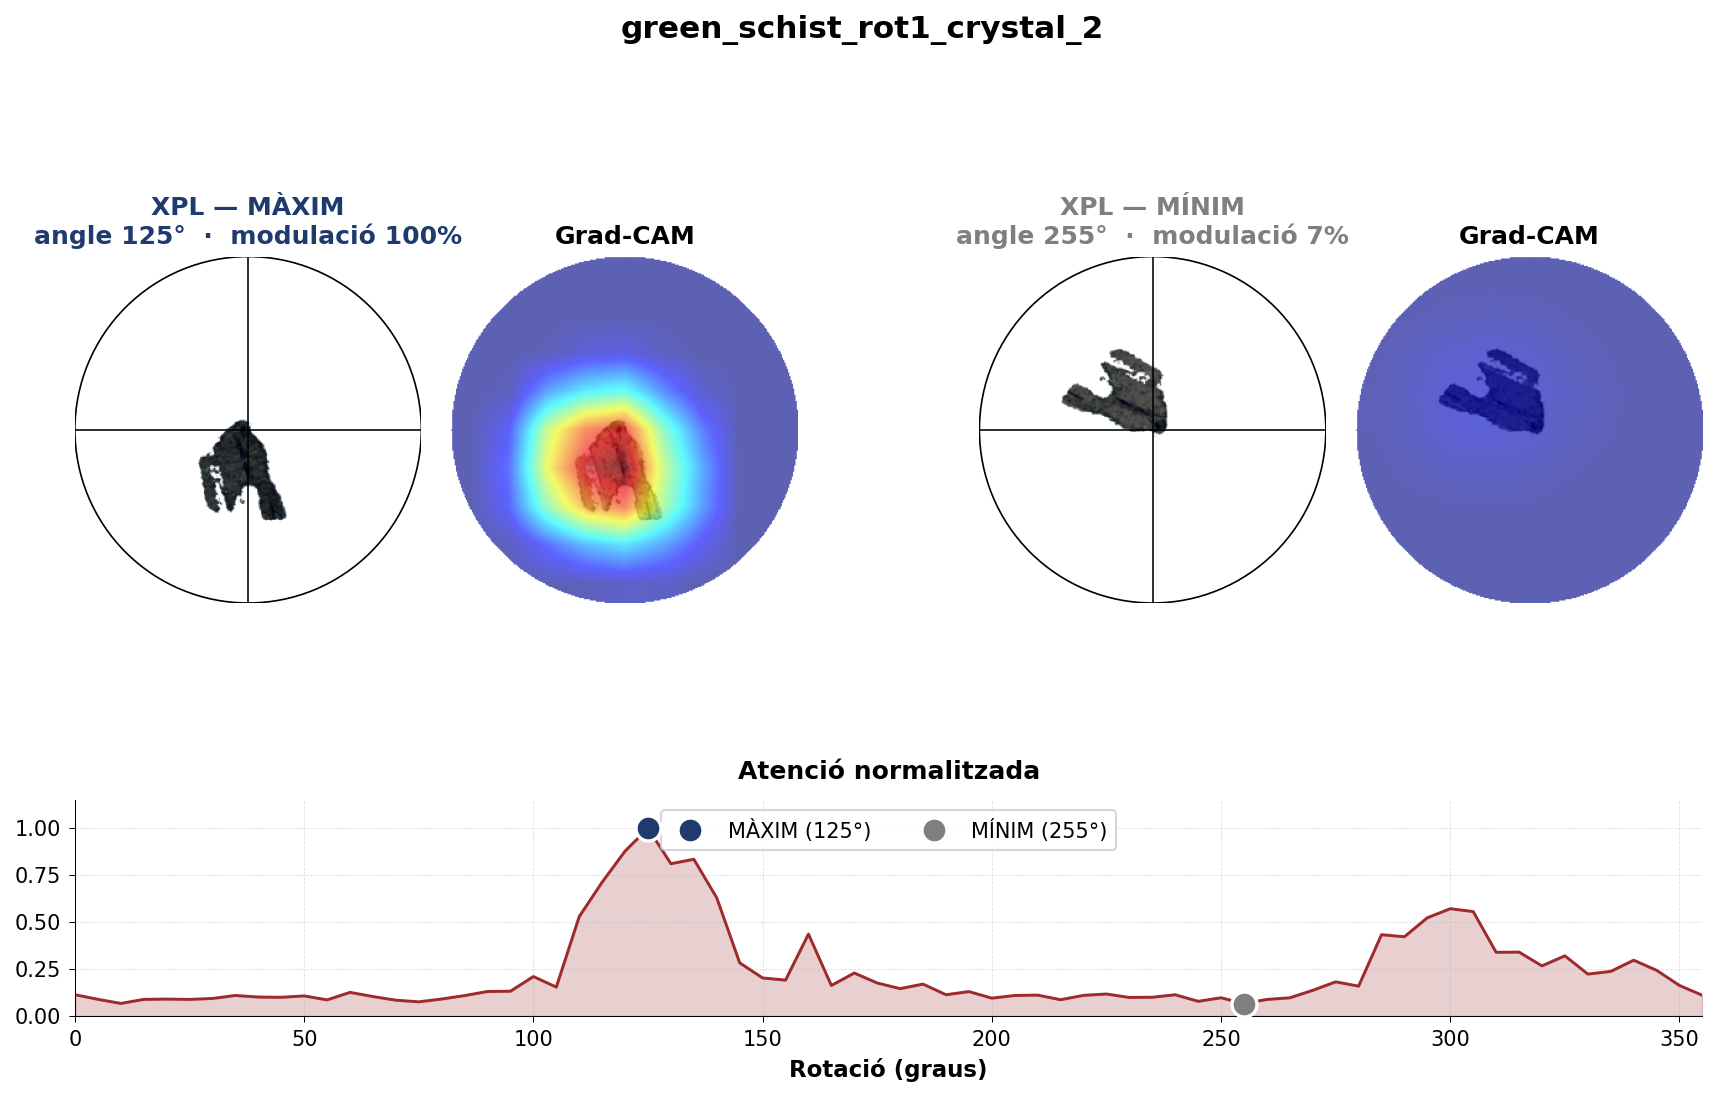 green_schist_rot1_crystal_2
XPL — MÀXIM
angle 125° · modulació 100%
Grad-CAM
XPL — MÍNIM
angle 255° · modulació 7%
Grad-CAM
Atenció normalitzada
MÀXIM (125°)
MÍNIM (255°)
1.00
0.75
0.50
0.25
0.00
0
50
100
150
200
250
300
350
Rotació (graus)